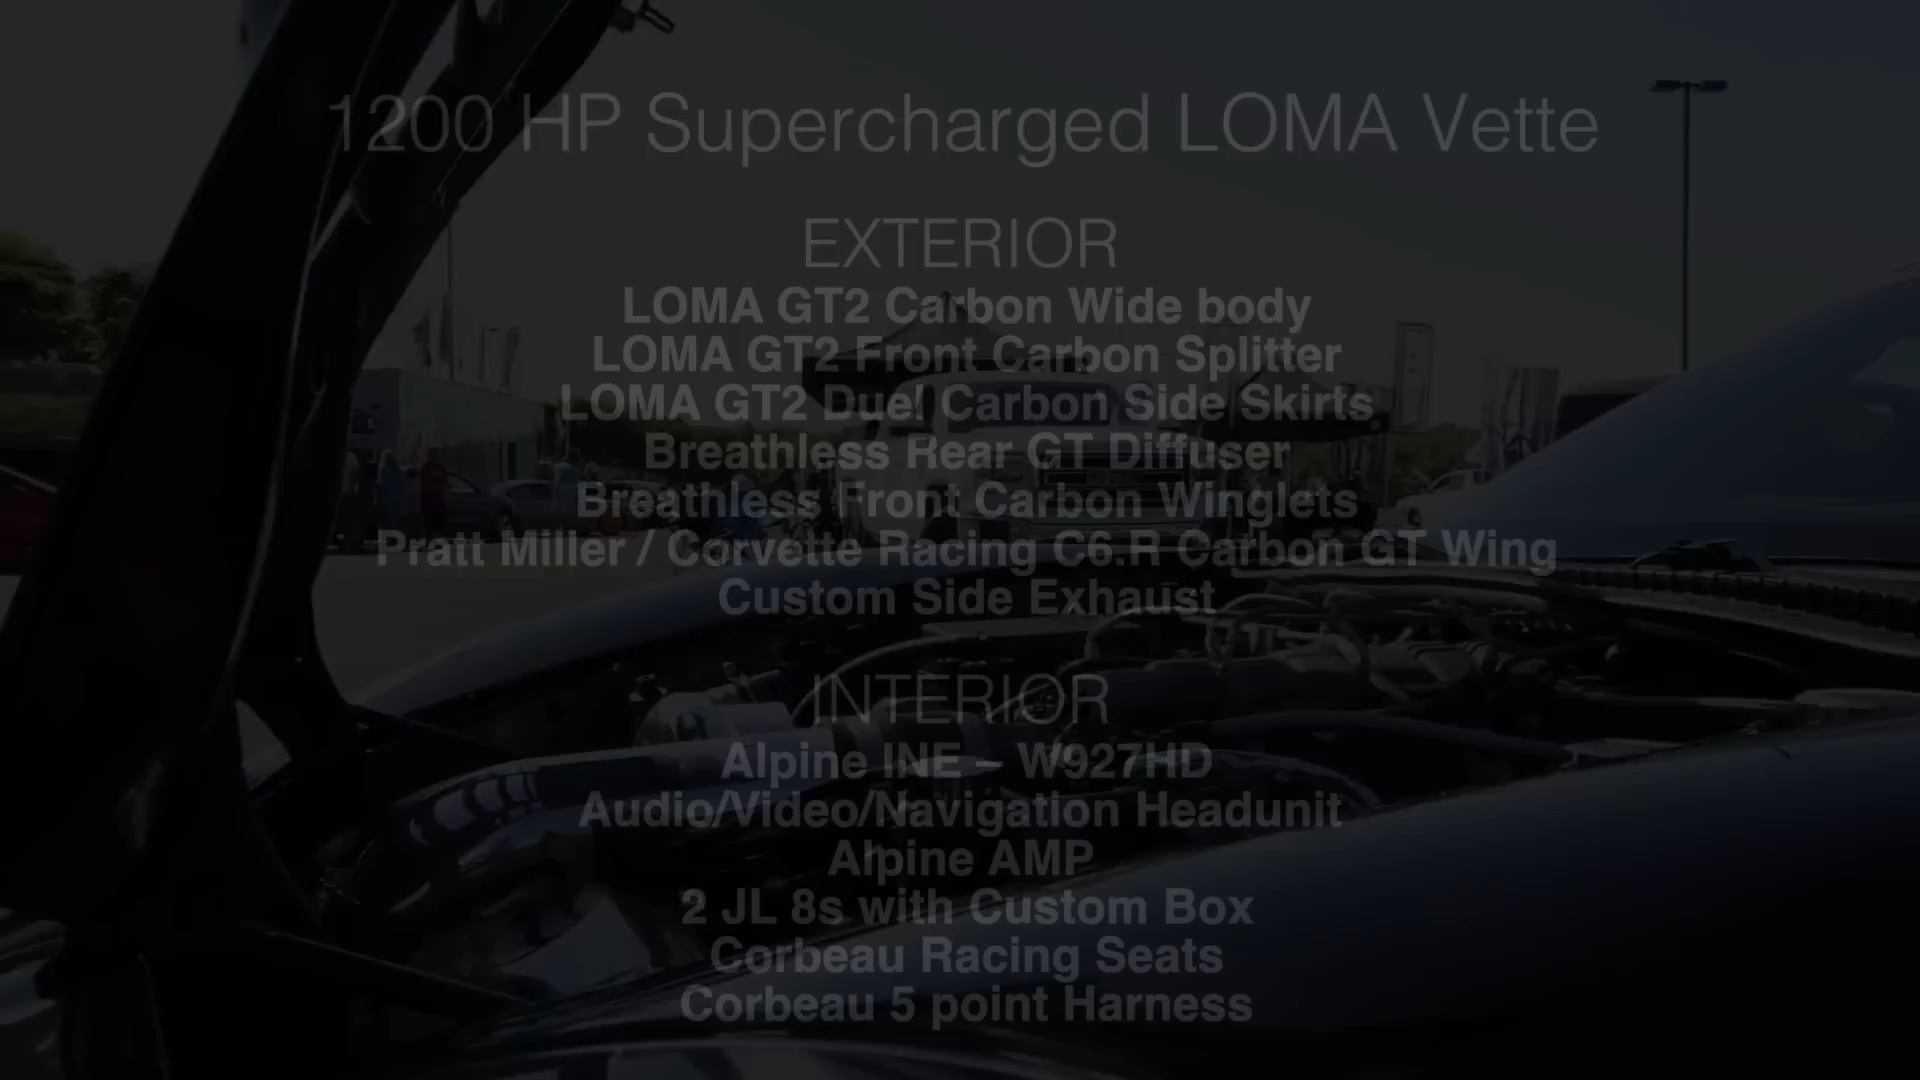 1200 HP Supercharged LOMA Vette
EXTERIOR
LOMA GT2 Carbon Wide body
LOMA GT2 Front Carbon Splitter
LOMA GT2 Duel Carbon Side Skirts
Breathless Rear GT Diffuser
Breathless Front Carbon Winglets
Pratt Miller / Corvette Racing C6.R Carbon GT Wing
Custom Side Exhaust
INTERIOR
Alpine INE – W927HD
Audio/Video/Navigation Headunit
Alpine AMP
2 JL 8s with Custom Box
Corbeau Racing Seats
Corbeau 5 point Harness